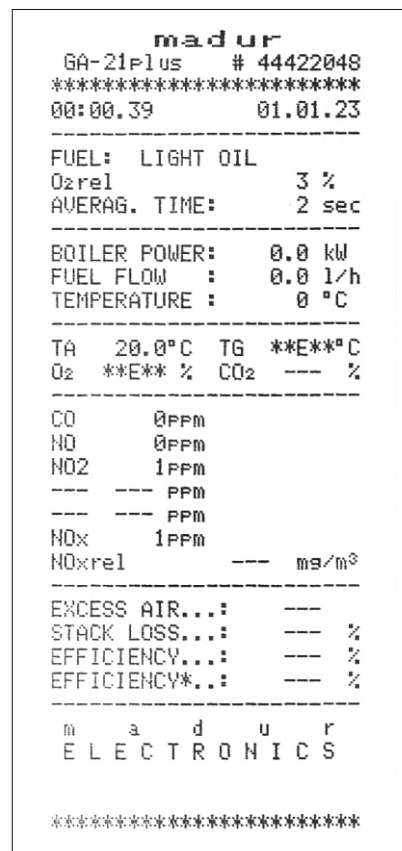 madur
GA-21plus # 44422048
*************************
00:00.39 01.01.23
-------------------------
FUEL: LIGHT OIL
O₂rel 3 %
AVERAG. TIME: 2 sec
-------------------------
BOILER POWER: 0.0 kW
FUEL FLOW : 0.0 l/h
TEMPERATURE : 0 °C
-------------------------
TA 20.0°C TG **E**°C
O₂ **E** % CO₂ --- %
-------------------------
CO 0ppm
NO 0ppm
NO2 1ppm
--- --- ppm
--- --- ppm
NOx 1ppm
NOxrel --- mg/m³
-------------------------
EXCESS AIR...: ---
STACK LOSS...: --- %
EFFICIENCY...: --- %
EFFICIENCY*..: --- %
-------------------------
m a d u r
E L E C T R O N I C S
*************************